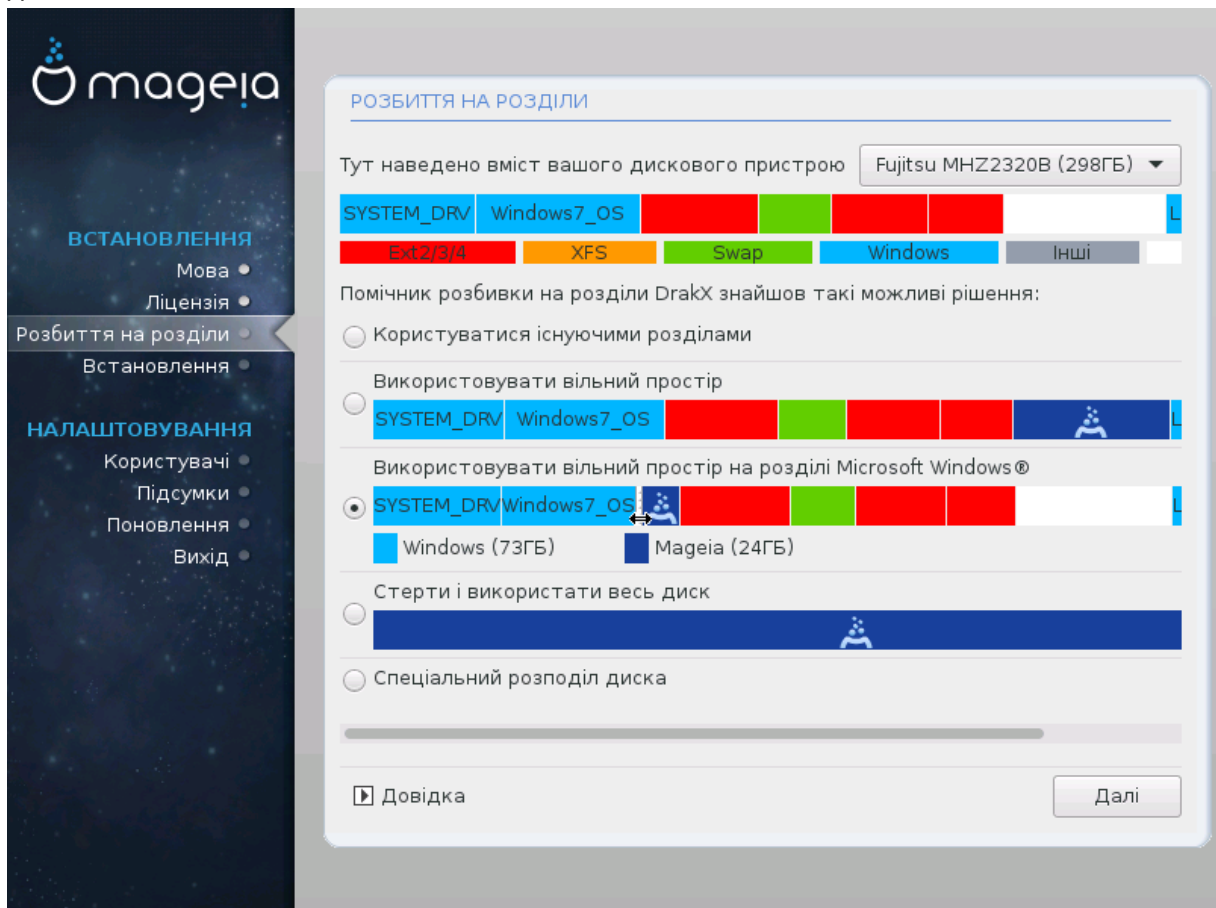 mageia
ВСТАНОВЛЕННЯ
Мова
Ліцензія
Розбиття на розділи
Встановлення
НАЛАШТОВУВАННЯ
Користувачі
Підсумки
Поновлення
Вихід
РОЗБИТТЯ НА РОЗДІЛИ
Тут наведено вміст вашого дискового пристрою Fujitsu MHZ2320B (298ГБ)
SYSTEM_DRV Windows7_OS L
Ext2/3/4 XFS Swap Windows Інші
Помічник розбивки на розділи DrakX знайшов такі можливі рішення:
Користуватися існуючими розділами
Використовувати вільний простір
SYSTEM_DRV Windows7_OS L
Використовувати вільний простір на розділі Microsoft Windows®
SYSTEM_DRV Windows7_OS L
Windows (73ГБ) Mageia (24ГБ)
Стерти і використати весь диск
Спеціальний розподіл диска
Довідка
Далі